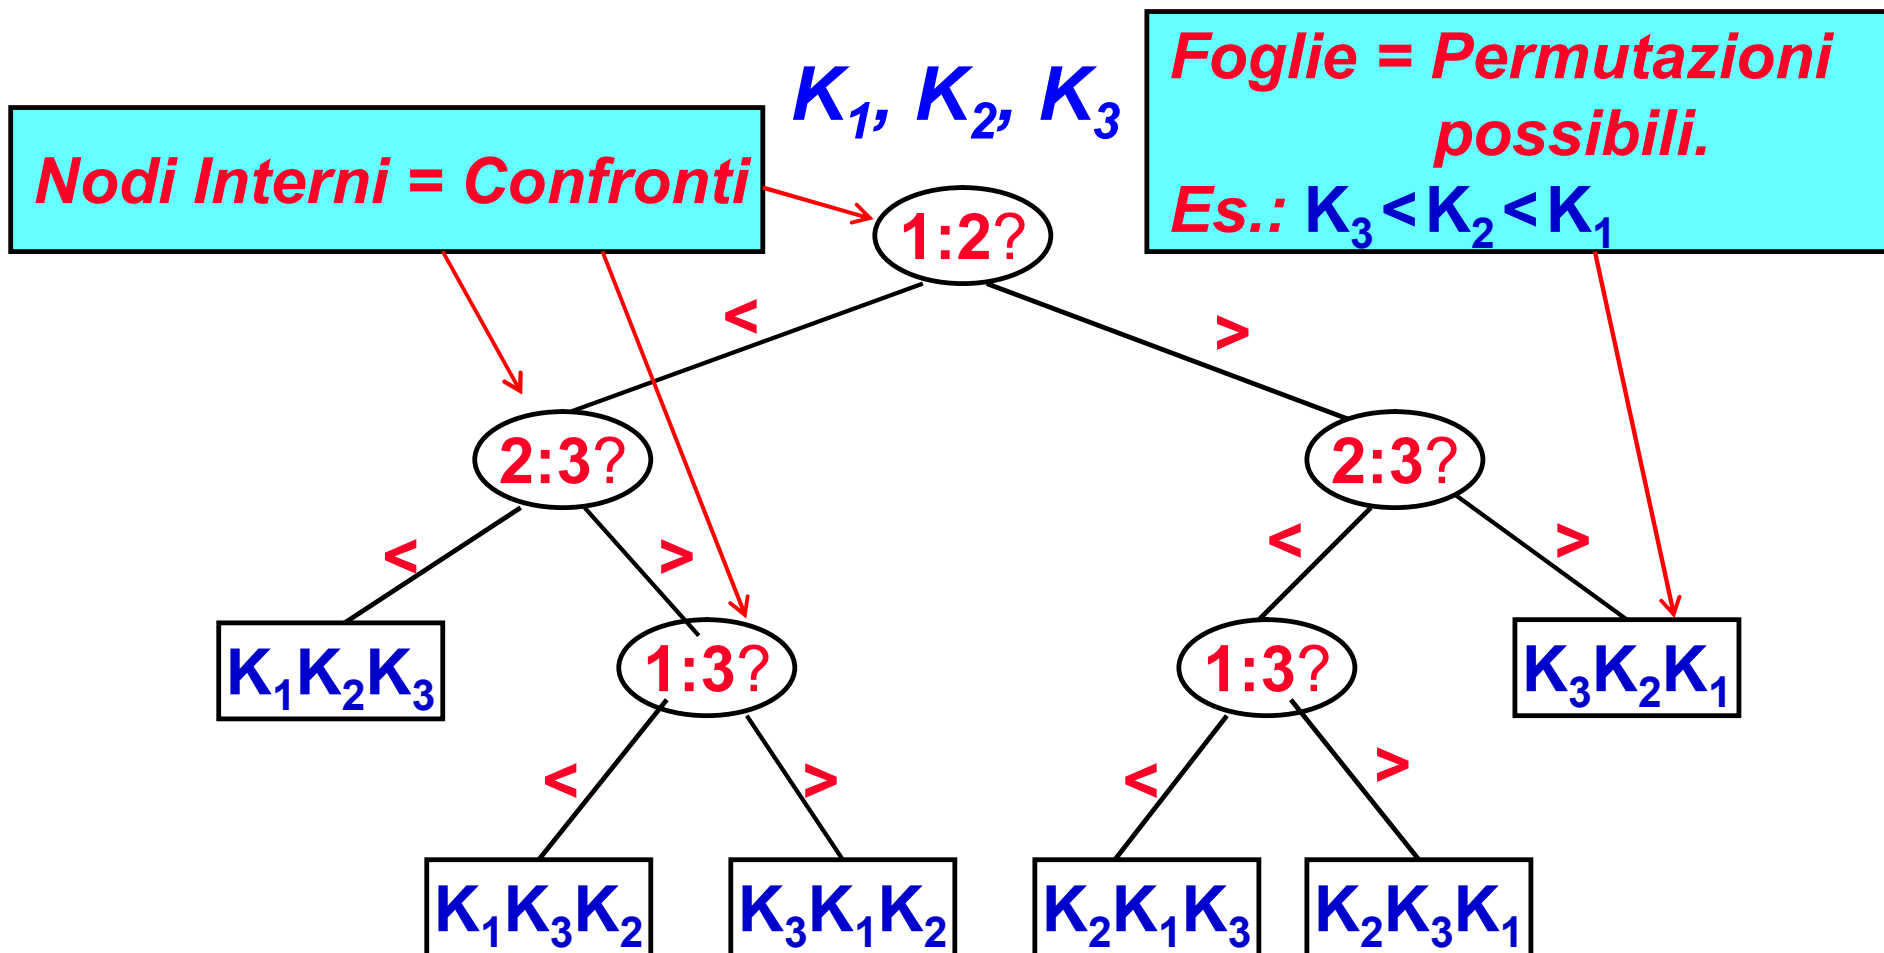 K₁, K₂, K₃
Foglie = Permutazioni
possibili.
Es.: K₃<K₂<K₁
Nodi Interni = Confronti
1:2?
< >
2:3? 2:3?
< > < >
K₁K₂K₃ 1:3? 1:3? K₃K₂K₁
< > < >
K₁K₃K₂ K₃K₁K₂ K₂K₁K₃ K₂K₃K₁